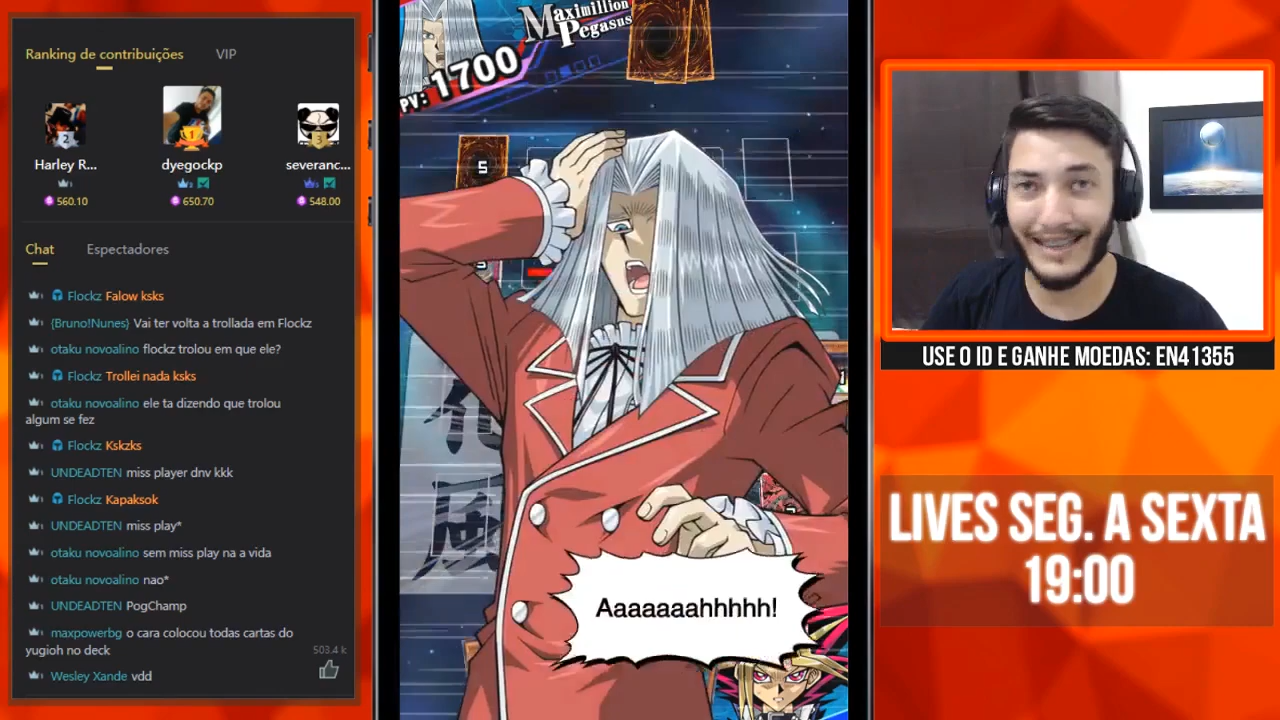 Ranking de contribuições
VIP
Harley R...
dyegockp
severanc...
560.10
650.70
548.00
Chat
Espectadores
Flockz Falow ksks
{Bruno!Nunes} Vai ter volta a trollada em Flockz
otaku novoalino flockz trolou em que ele?
Flockz Trollei nada ksks
otaku novoalino ele ta dizendo que trolou
algum se fez
Flockz Kskzks
UNDEADTEN miss player dnv kkk
Flockz Kapaksok
UNDEADTEN miss play*
otaku novoalino sem miss play na a vida
otaku novoalino nao*
UNDEADTEN PogChamp
maxpowerbg o cara colocou todas cartas do
yugioh no deck
503.4 k
Wesley Xande vdd
Maximillion
Pegasus
PV: 1700
5
Aaaaaaahhhhh!
USE O ID E GANHE MOEDAS: EN41355
LIVES SEG. A SEXTA
19:00